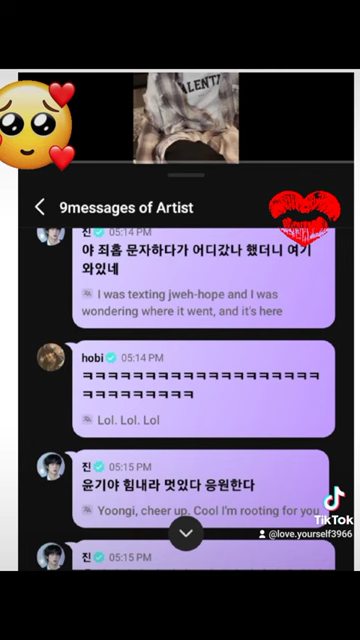 VALENTI
9messages of Artist
진 05:14 PM
야 죄홉 문자하다가 어디갔나 했더니 여기
와있네
I was texting jweh-hope and I was
wondering where it went, and it's here
hobi 05:14 PM
ㅋㅋㅋㅋㅋㅋㅋㅋㅋㅋㅋㅋㅋㅋㅋㅋㅋㅋㅋ
ㅋㅋㅋㅋㅋㅋㅋㅋㅋ
Lol. Lol. Lol
진 05:15 PM
윤기야 힘내라 멋있다 응원한다
Yoongi, cheer up. Cool I'm rooting for you
TikTok
@love.yourself3966
진 05:15 PM